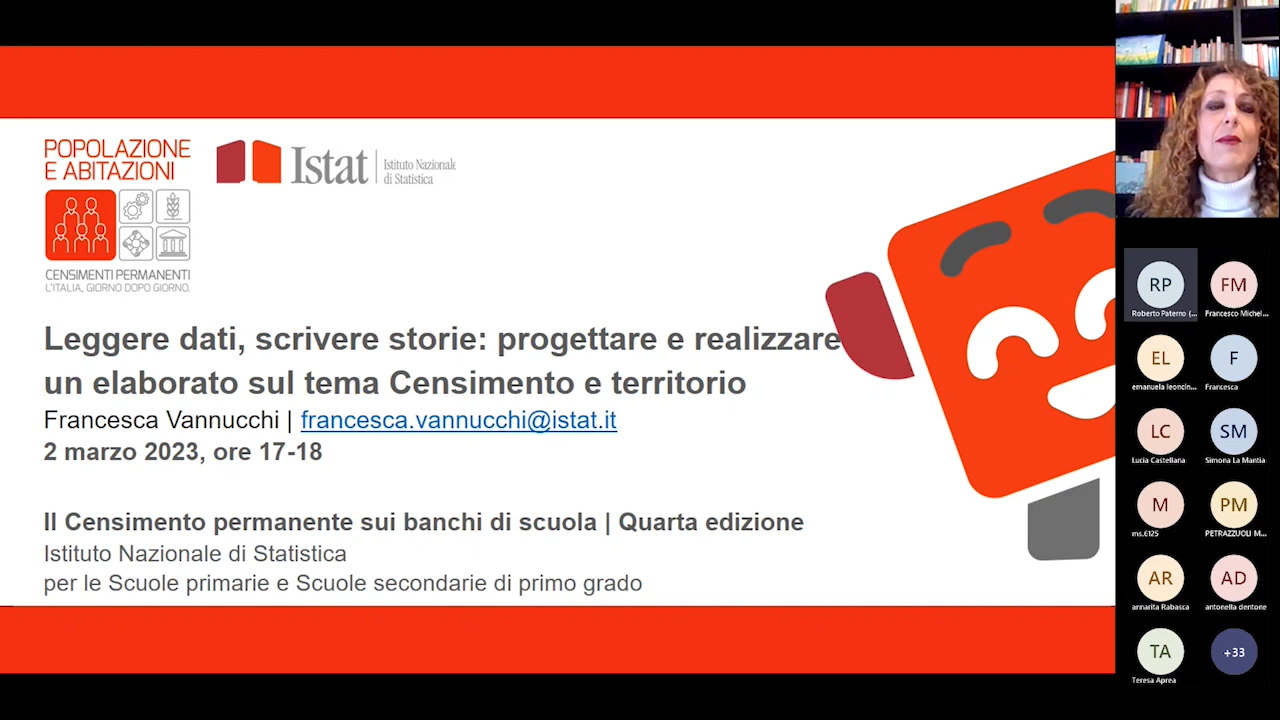 POPOLAZIONE
E ABITAZIONI
Istat
Istituto Nazionale
di Statistica
CENSIMENTI PERMANENTI
L'ITALIA, GIORNO DOPO GIORNO.
Leggere dati, scrivere storie: progettare e realizzare
un elaborato sul tema Censimento e territorio
Francesca Vannucchi | francesca.vannucchi@istat.it
2 marzo 2023, ore 17-18
Il Censimento permanente sui banchi di scuola | Quarta edizione
Istituto Nazionale di Statistica
per le Scuole primarie e Scuole secondarie di primo grado
RP
FM
Roberto Paterno (...
Francesco Michel...
EL
F
emanuela leoncin...
Francesca
LC
SM
Lucia Castellana
Simona La Mantia
M
PM
ms.6125
PETRAZZUOLI M...
AR
AD
annarita Rabasca
antonella dentone
TA
+33
Teresa Aprea